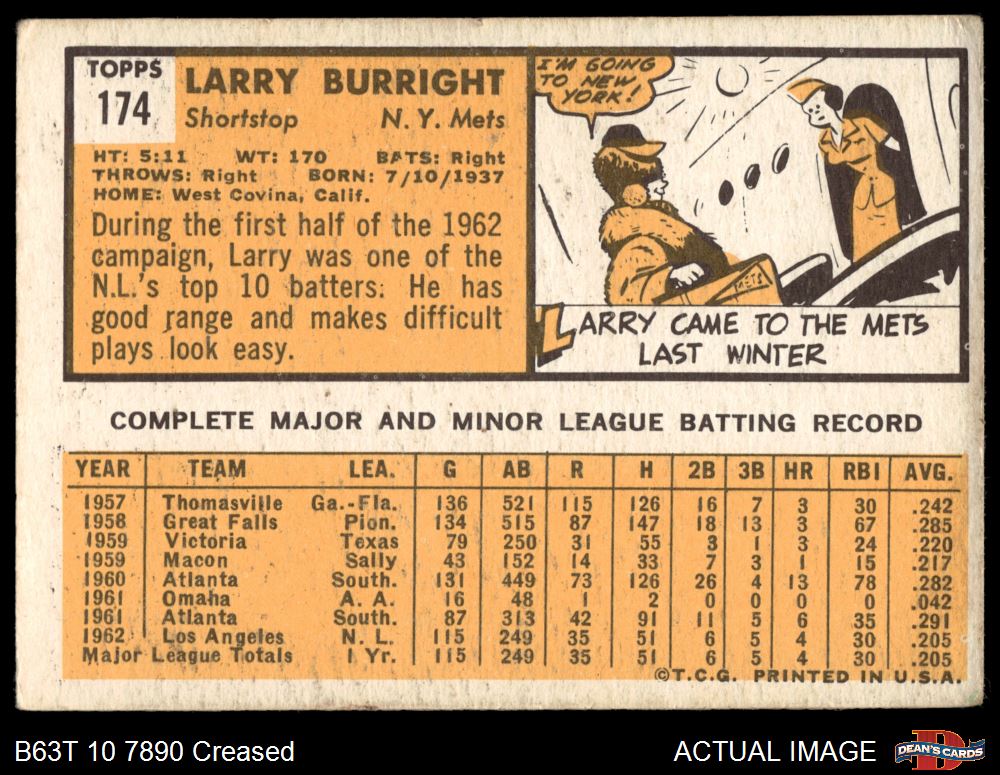 TOPPS
174
LARRY BURRIGHT
Shortstop N. Y. Mets
HT: 5:11 WT: 170 BATS: Right
THROWS: Right BORN: 7/10/1937
HOME: West Covina, Calif.
During the first half of the 1962
campaign, Larry was one of the
N.L.'s top 10 batters. He has
good range and makes difficult
plays look easy.
I'M GOING
TO NEW
YORK!
METS
LARRY CAME TO THE METS
LAST WINTER
COMPLETE MAJOR AND MINOR LEAGUE BATTING RECORD
YEAR TEAM LEA. G AB R H 2B 3B HR RBI AVG.
1957 Thomasville Ga.-Fla. 136 521 115 126 16 7 3 30 .242
1958 Great Falls Pion. 134 515 87 147 18 13 3 67 .285
1959 Victoria Texas 79 250 31 55 3 1 3 24 .220
1959 Macon Sally 43 152 14 33 7 3 1 15 .217
1960 Atlanta South. 131 449 73 126 26 4 13 78 .282
1961 Omaha A. A. 16 48 1 2 0 0 0 0 .042
1961 Atlanta South. 87 313 42 91 11 5 6 35 .291
1962 Los Angeles N. L. 115 249 35 51 6 5 4 30 .205
Major League Totals 1 Yr. 115 249 35 51 6 5 4 30 .205
©T.C.G. PRINTED IN U.S.A.
B63T 10 7890 Creased ACTUAL IMAGE
DEAN'S CARDS